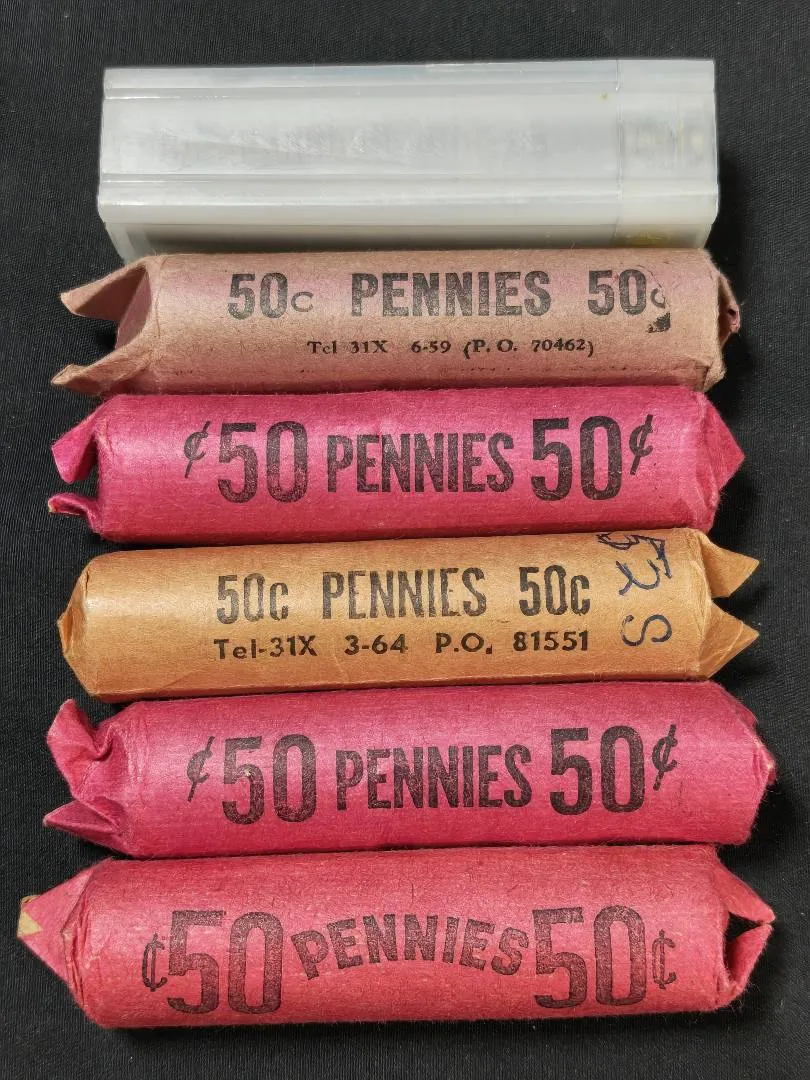 50c PENNIES 50c
Tel 31X 6-59 (P. O. 70462)
¢50 PENNIES 50¢
50c PENNIES 50c
Tel-31X 3-64 P.O. 81551
52 S
¢50 PENNIES 50¢
¢50 PENNIES 50¢